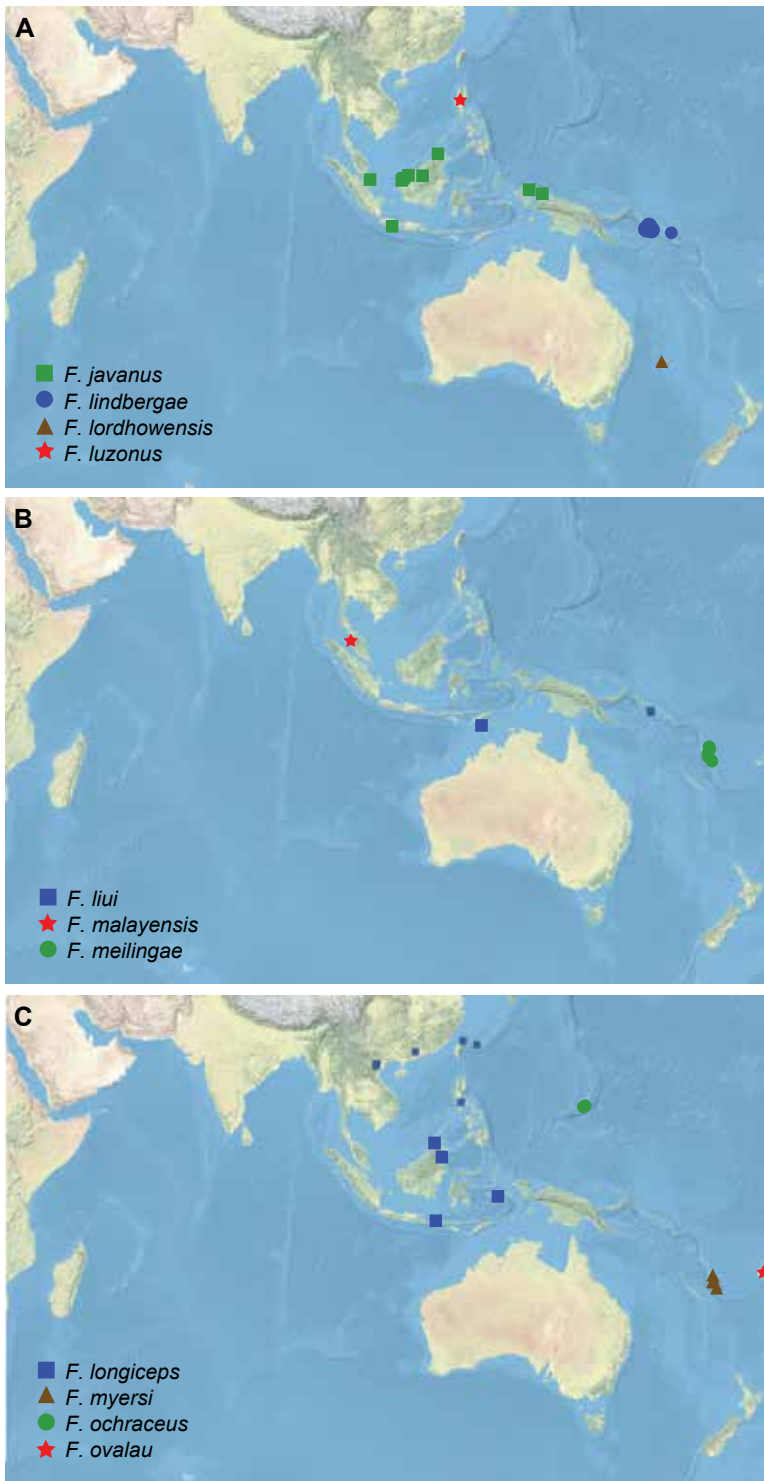 A
F. javanus
F. lindbergae
F. lordhowensis
F. luzonus
B
F. liui
F. malayensis
F. meilingae
C
F. longiceps
F. myersi
F. ochraceus
F. ovalau